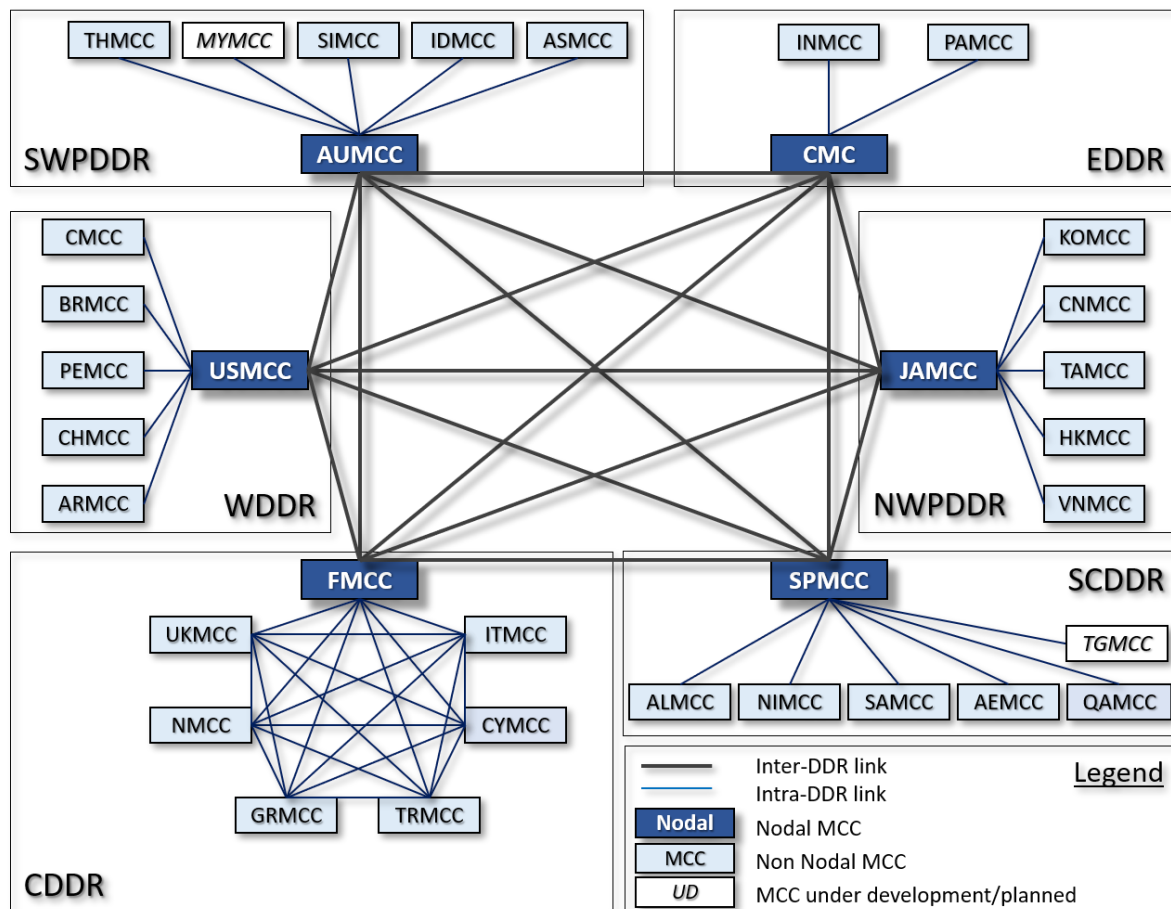 THMCC
MYMCC
SIMCC
IDMCC
ASMCC
AUMCC
SWPDDR
INMCC
PAMCC
CMC
EDDR
CMCC
BRMCC
PEMCC
CHMCC
ARMCC
USMCC
WDDR
KOMCC
CNMCC
TAMCC
HKMCC
VNMCC
JAMCC
NWPDDR
FMCC
UKMCC
ITMCC
NMCC
CYMCC
GRMCC
TRMCC
CDDR
SPMCC
SCDDR
TGMCC
ALMCC
NIMCC
SAMCC
AEMCC
QAMCC
Legend
Inter-DDR link
Intra-DDR link
Nodal
Nodal MCC
MCC
Non Nodal MCC
UD
MCC under development/planned